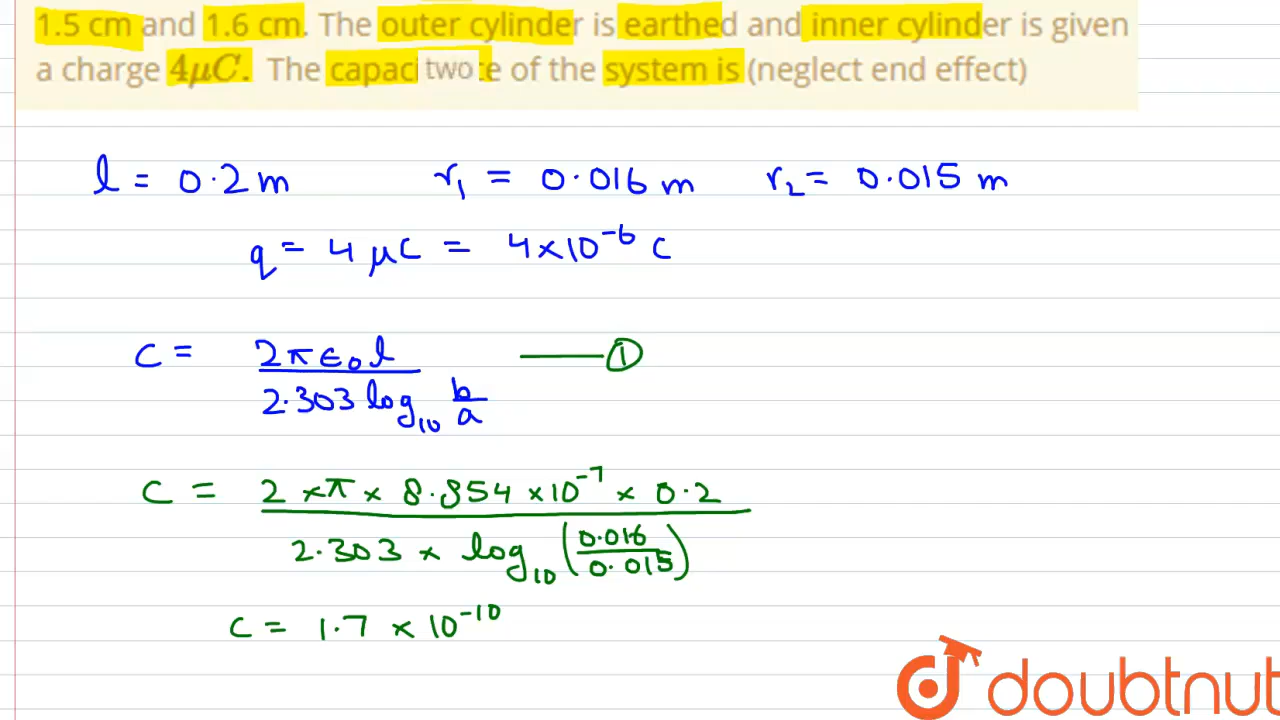 1.5 cm and 1.6 cm. The outer cylinder is earthed and inner cylinder is given
a charge 4μC. The capaci two e of the system is (neglect end effect)
l = 0.2 m r₁ = 0.016 m r₂ = 0.015 m
q = 4 μC = 4×10⁻⁶ C
C = 2πε₀l / 2.303 log₁₀ b/a —— ①
C = 2 × π × 8.854 × 10⁻⁷ × 0.2 / 2.303 × log₁₀ (0.016/0.015)
C = 1.7 × 10⁻¹⁰
doubtnut